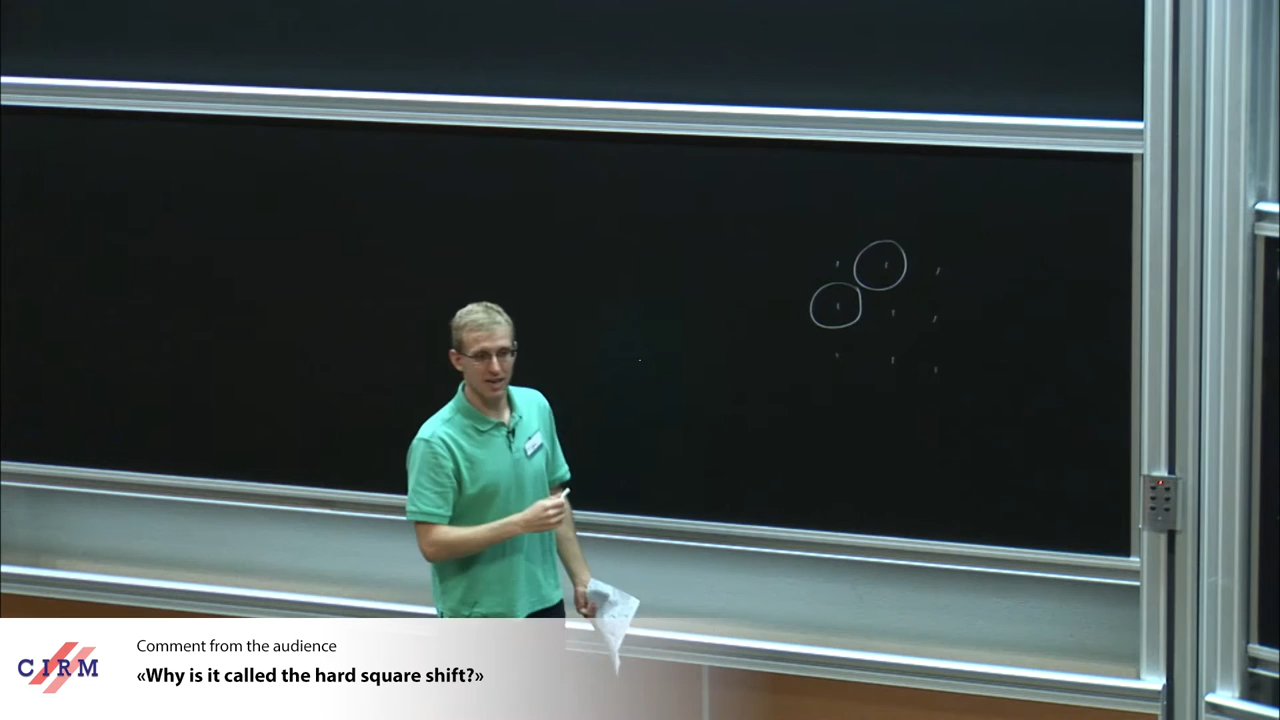 Comment from the audience
CIRM
«Why is it called the hard square shift?»